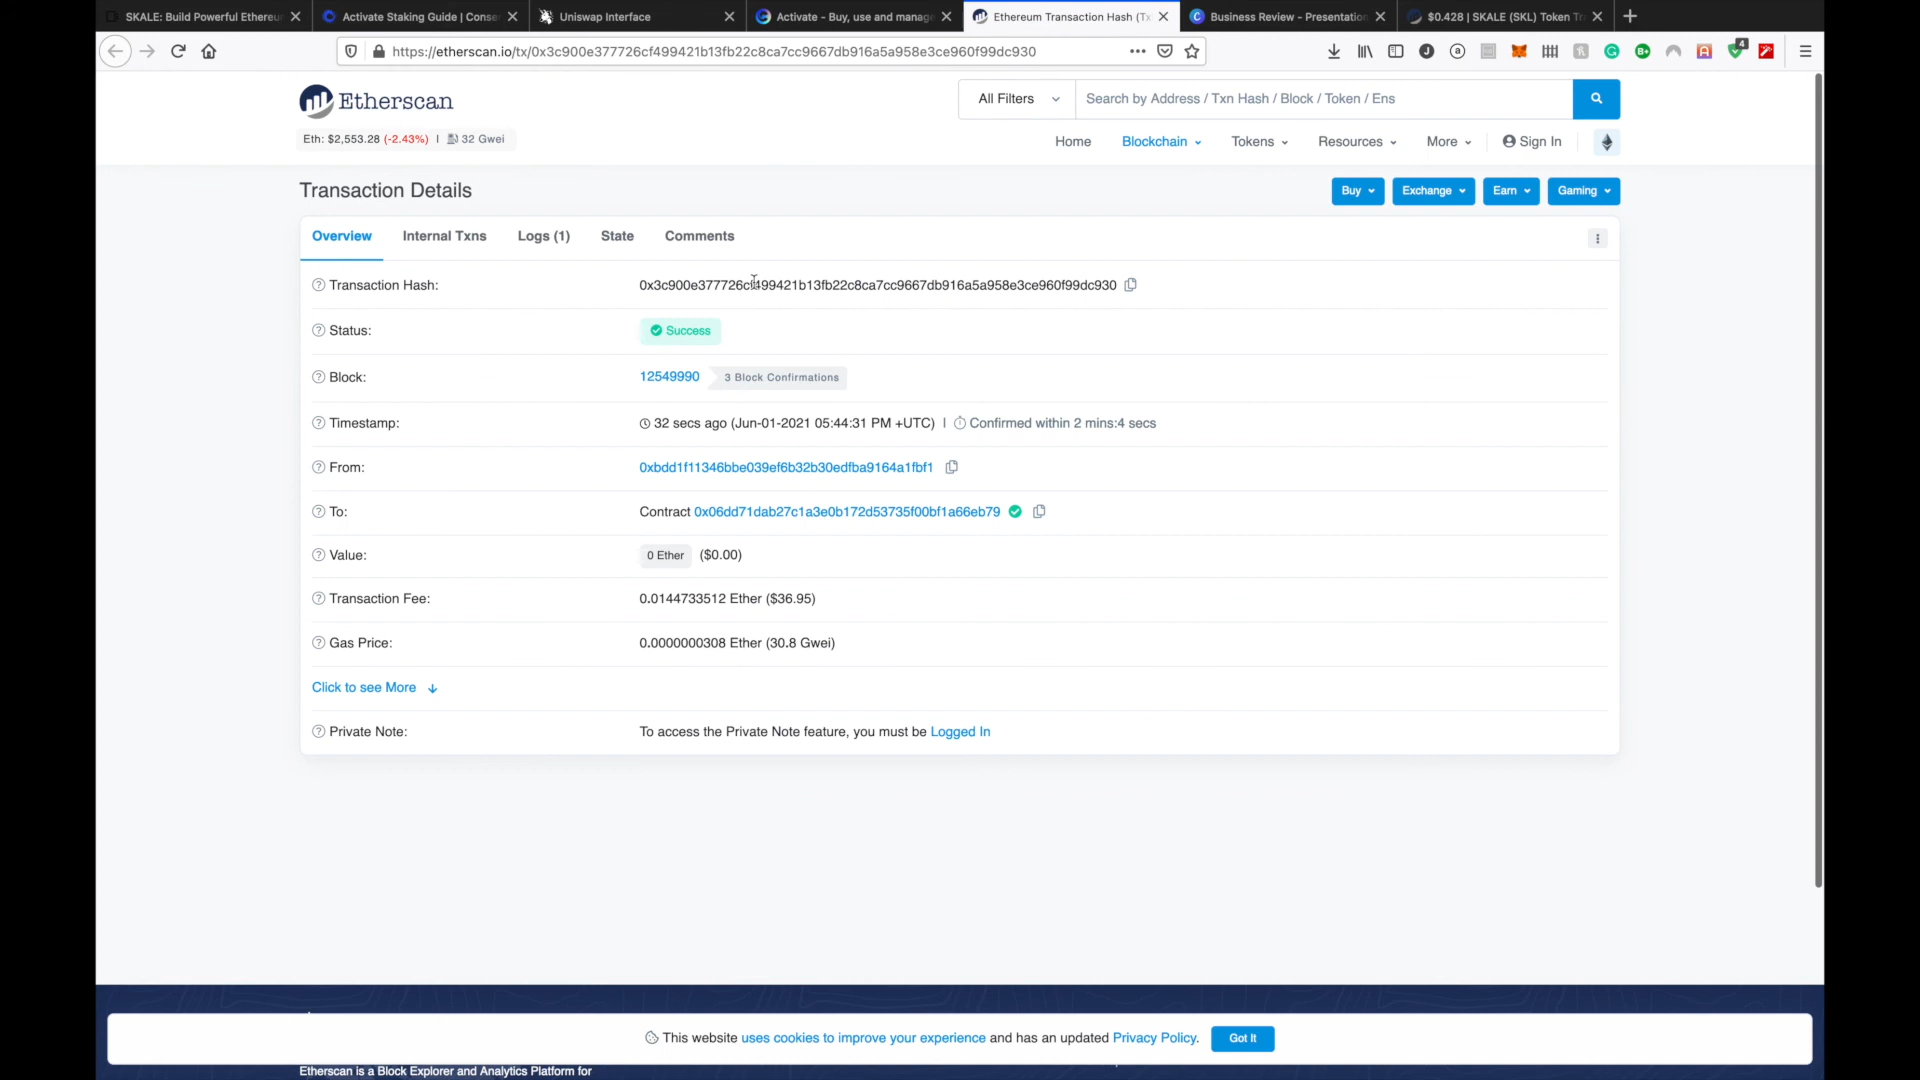 SKALE: Build Powerful Ethereu
Activate Staking Guide | Conse
Uniswap Interface
Activate - Buy, use and manage
Ethereum Transaction Hash (Tx
Business Review - Presentation
$0.428 | SKALE (SKL) Token Tr
https://etherscan.io/tx/0x3c900e377726cf499421b13fb22c8ca7cc9667db916a5a958e3ce960f99dc930
4
Etherscan
All Filters
Search by Address / Txn Hash / Block / Token / Ens
Eth: $2,553.28 (-2.43%) | 32 Gwei
Home Blockchain Tokens Resources More Sign In
Transaction Details
Buy Exchange Earn Gaming
Overview Internal Txns Logs (1) State Comments
Transaction Hash: 0x3c900e377726cf499421b13fb22c8ca7cc9667db916a5a958e3ce960f99dc930
Status: Success
Block: 12549990 3 Block Confirmations
Timestamp: 32 secs ago (Jun-01-2021 05:44:31 PM +UTC) | Confirmed within 2 mins:4 secs
From: 0xbdd1f11346bbe039ef6b32b30edfba9164a1fbf1
To: Contract 0x06dd71dab27c1a3e0b172d53735f00bf1a66eb79
Value: 0 Ether ($0.00)
Transaction Fee: 0.0144733512 Ether ($36.95)
Gas Price: 0.0000000308 Ether (30.8 Gwei)
Click to see More
Private Note: To access the Private Note feature, you must be Logged In
This website uses cookies to improve your experience and has an updated Privacy Policy.
Got It
Etherscan is a Block Explorer and Analytics Platform for